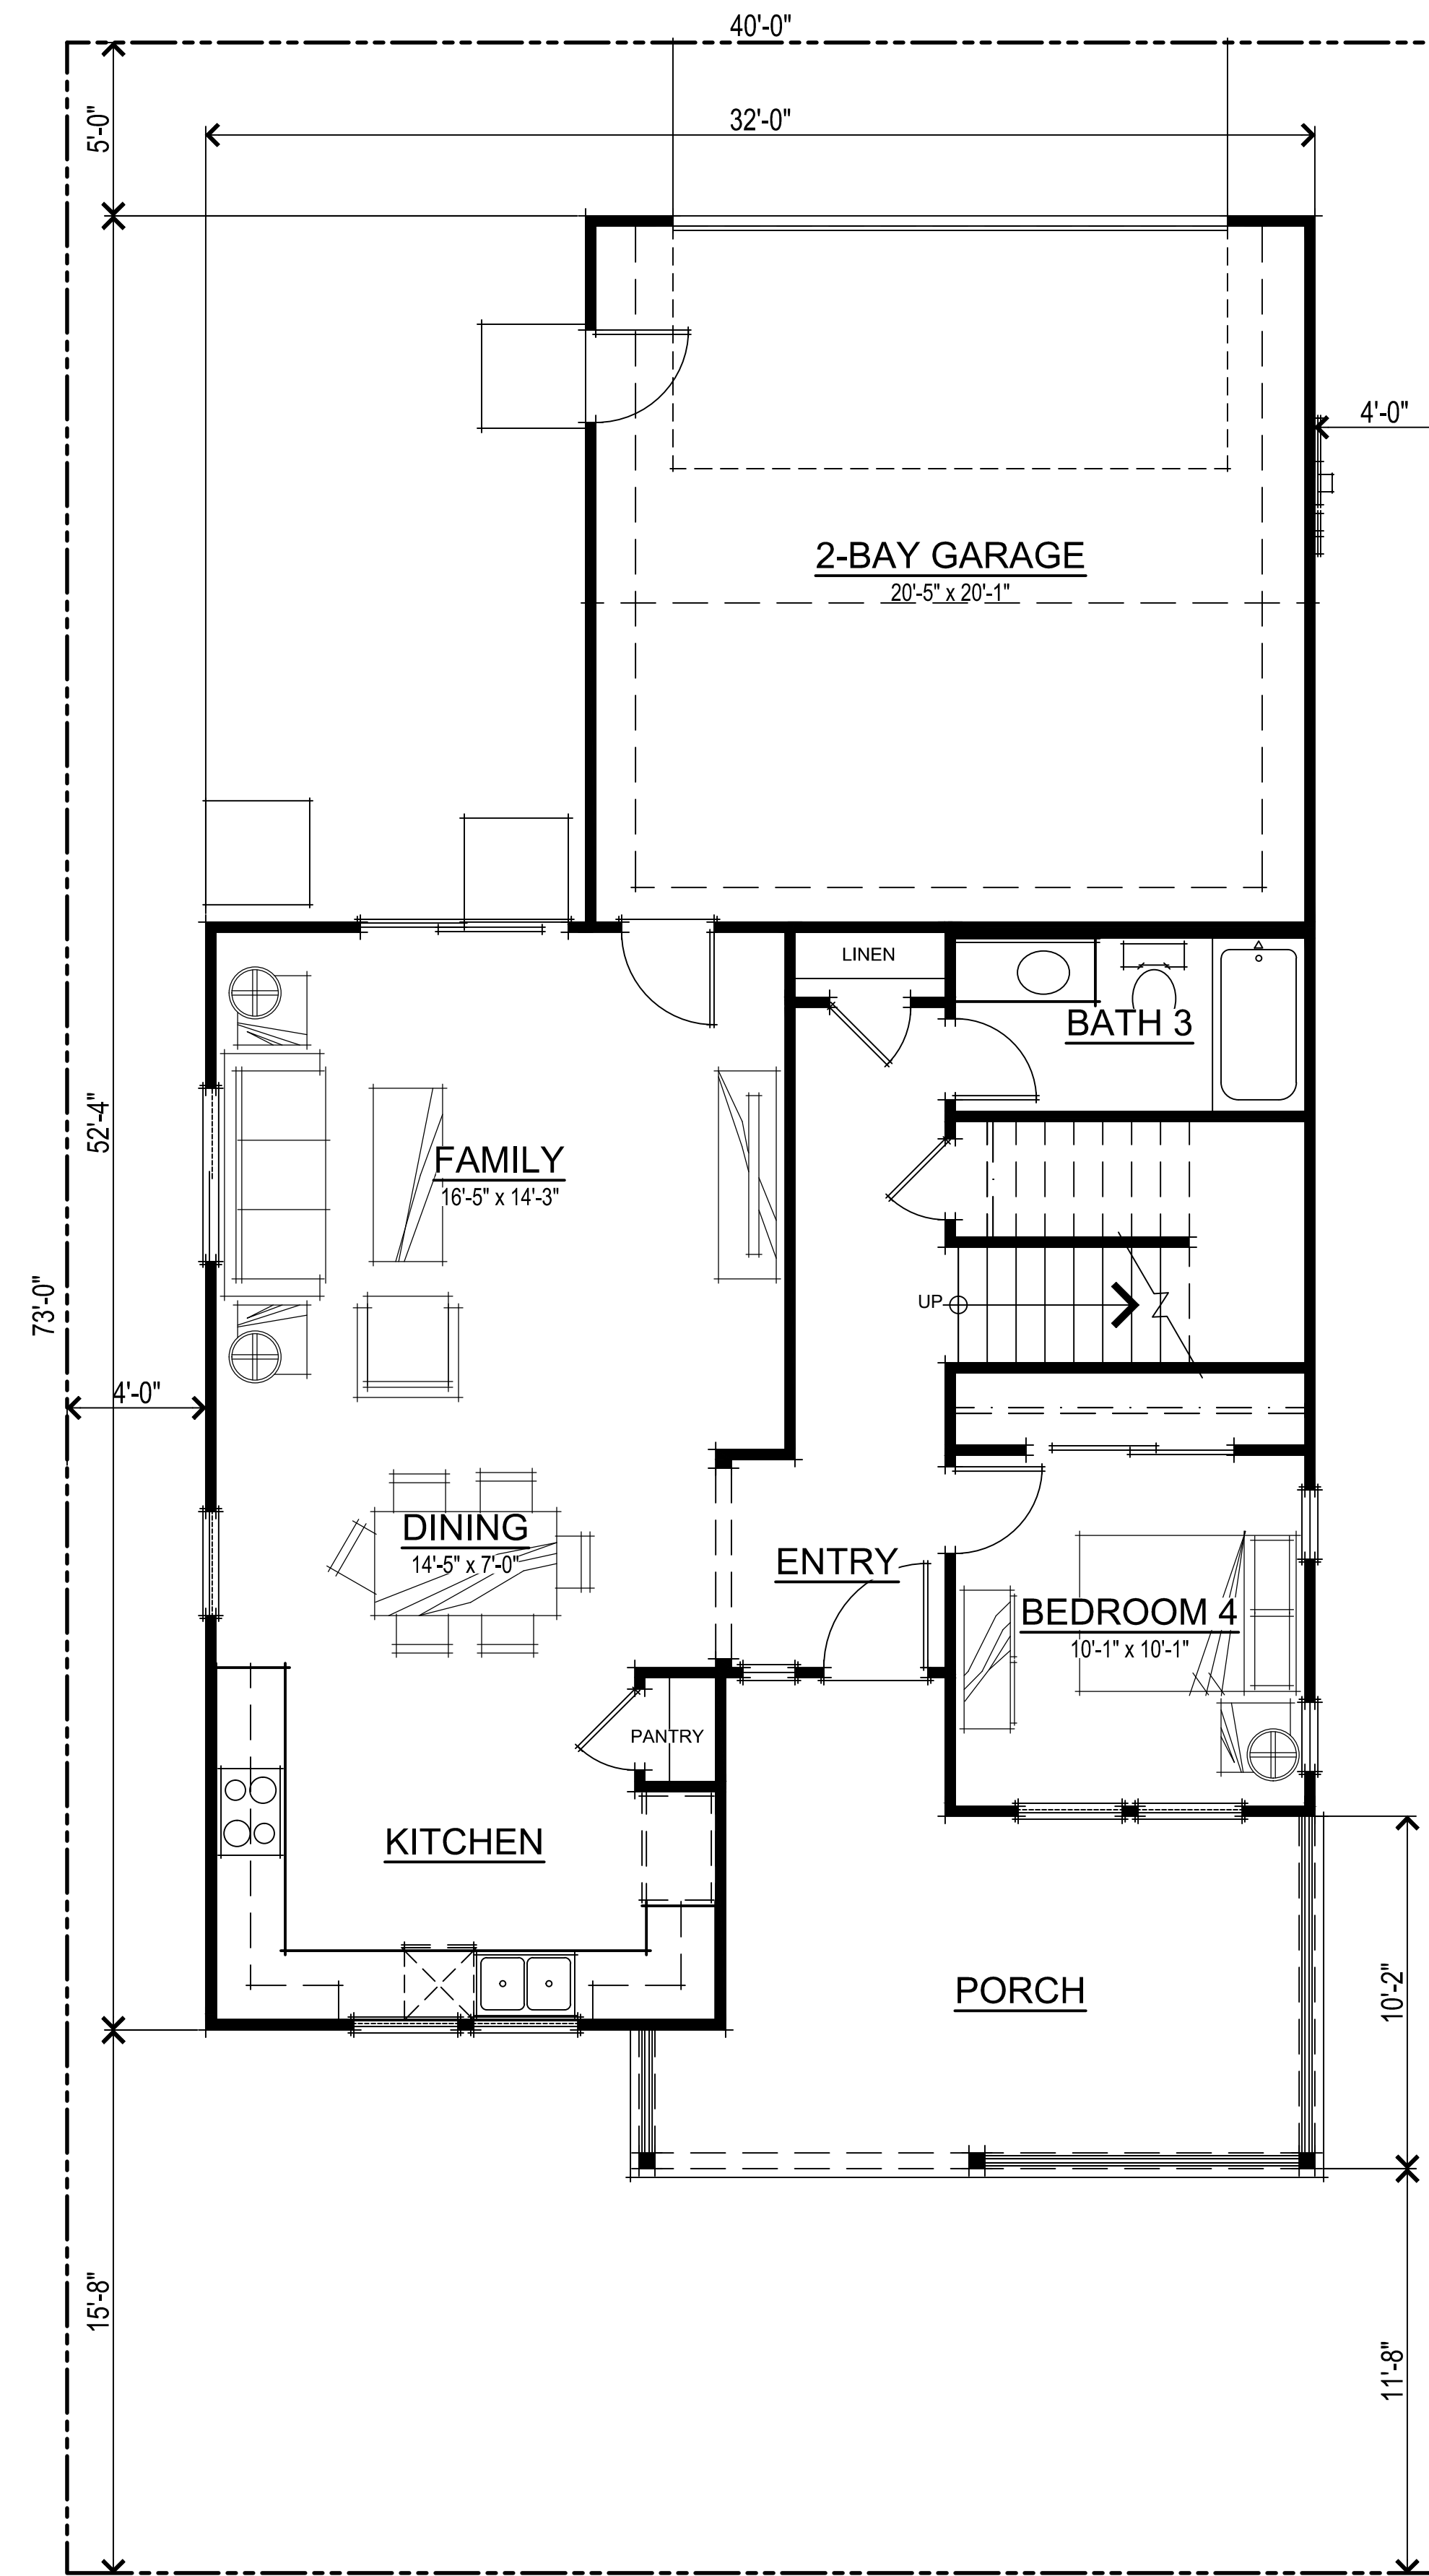 40'-0"
32'-0"
5'-0"
4'-0"
2-BAY GARAGE
20'-5" x 20'-1"
LINEN
BATH 3
52'-4"
FAMILY
16'-5" x 14'-3"
73'-0"
UP
4'-0"
DINING
14'-5" x 7'-0"
ENTRY
BEDROOM 4
10'-1" x 10'-1"
PANTRY
KITCHEN
PORCH
10'-2"
15'-8"
11'-8"